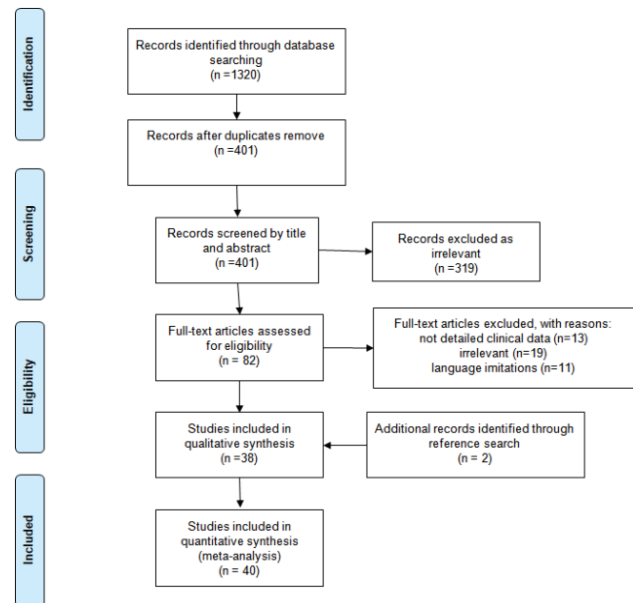 Identification
Records identified through database
searching
(n =1320)
Records after duplicates remove
(n =401)
Screening
Records screened by title
and abstract
(n =401)
Records excluded as
irrelevant
(n =319)
Eligibility
Full-text articles assessed
for eligibility
(n = 82)
Full-text articles excluded, with reasons:
not detailed clinical data (n=13)
irrelevant (n=19)
language imitations (n=11)
Studies included in
qualitative synthesis
(n =38)
Additional records identified through
reference search
(n = 2)
Included
Studies included in
quantitative synthesis
(meta-analysis)
(n = 40)